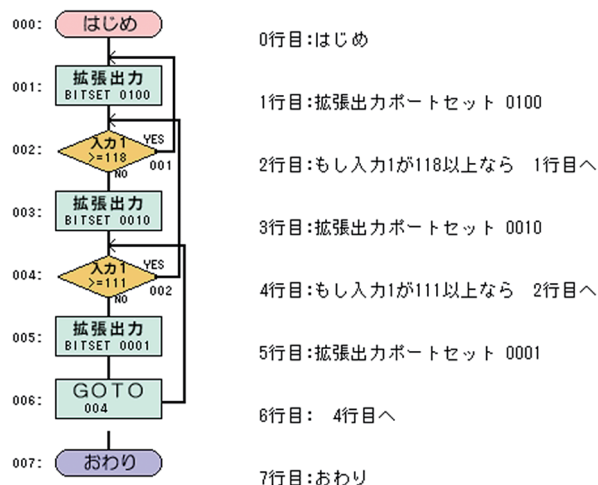 000: はじめ
0行目:はじめ
001: 拡張出力
BITSET 0100
1行目:拡張出力ポートセット 0100
002: 入力1
>=118
YES
001
NO
2行目:もし入力1が118以上なら 1行目へ
003: 拡張出力
BITSET 0010
3行目:拡張出力ポートセット 0010
004: 入力1
>=111
YES
002
NO
4行目:もし入力1が111以上なら 2行目へ
005: 拡張出力
BITSET 0001
5行目:拡張出力ポートセット 0001
006: GOTO
004
6行目: 4行目へ
007: おわり
7行目:おわり